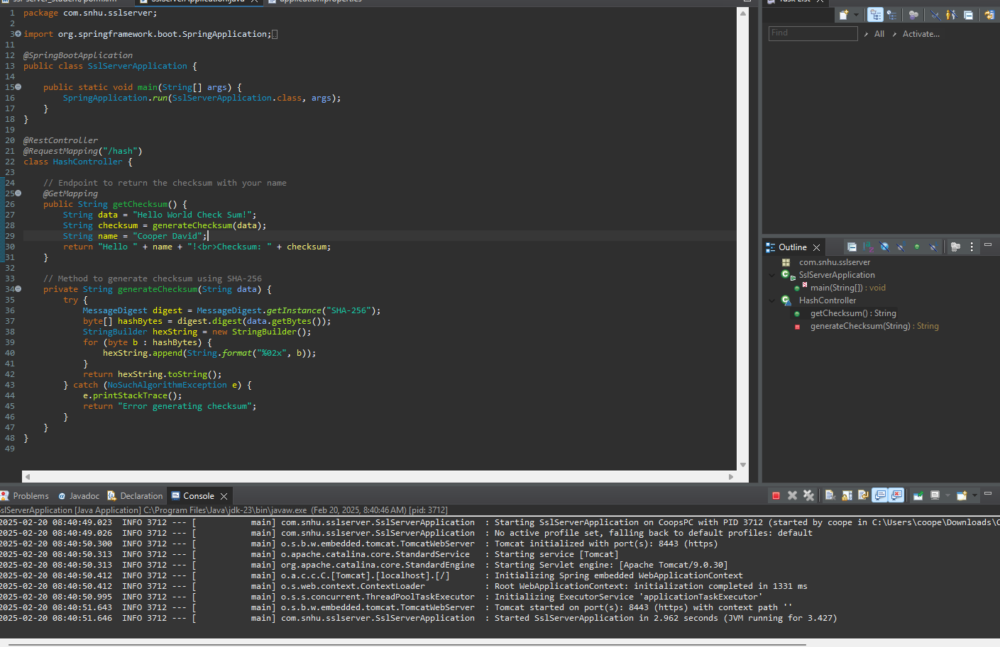 SslServerApplication.java
application.properties
Task List
1 package com.snhu.sslserver;
2
3 import org.springframework.boot.SpringApplication;
11
12 @SpringBootApplication
13 public class SslServerApplication {
14
15 public static void main(String[] args) {
16 SpringApplication.run(SslServerApplication.class, args);
17 }
18 }
19
20 @RestController
21 @RequestMapping("/hash")
22 class HashController {
23
24 // Endpoint to return the checksum with your name
25 @GetMapping
26 public String getChecksum() {
27 String data = "Hello World Check Sum!";
28 String checksum = generateChecksum(data);
29 String name = "Cooper David";
30 return "Hello " + name + "!<br>Checksum: " + checksum;
31 }
32
33 // Method to generate checksum using SHA-256
34 private String generateChecksum(String data) {
35 try {
36 MessageDigest digest = MessageDigest.getInstance("SHA-256");
37 byte[] hashBytes = digest.digest(data.getBytes());
38 StringBuilder hexString = new StringBuilder();
39 for (byte b : hashBytes) {
40 hexString.append(String.format("%02x", b));
41 }
42 return hexString.toString();
43 } catch (NoSuchAlgorithmException e) {
44 e.printStackTrace();
45 return "Error generating checksum";
46 }
47 }
48 }
49
Find
All
Activate...
Outline
com.snhu.sslserver
SslServerApplication
main(String[]) : void
HashController
getChecksum() : String
generateChecksum(String) : String
Problems Javadoc Declaration Console
SslServerApplication [Java Application] C:\Program Files\Java\jdk-23\bin\javaw.exe (Feb 20, 2025, 8:40:46 AM) [pid: 3712]
2025-02-20 08:40:49.023 INFO 3712 --- [ main] com.snhu.sslserver.SslServerApplication : Starting SslServerApplication on CoopsPC with PID 3712 (started by coope in C:\Users\coope\Downloads\C
2025-02-20 08:40:49.026 INFO 3712 --- [ main] com.snhu.sslserver.SslServerApplication : No active profile set, falling back to default profiles: default
2025-02-20 08:40:50.300 INFO 3712 --- [ main] o.s.b.w.embedded.tomcat.TomcatWebServer : Tomcat initialized with port(s): 8443 (https)
2025-02-20 08:40:50.313 INFO 3712 --- [ main] o.apache.catalina.core.StandardService : Starting service [Tomcat]
2025-02-20 08:40:50.313 INFO 3712 --- [ main] org.apache.catalina.core.StandardEngine : Starting Servlet engine: [Apache Tomcat/9.0.30]
2025-02-20 08:40:50.412 INFO 3712 --- [ main] o.a.c.c.C.[Tomcat].[localhost].[/] : Initializing Spring embedded WebApplicationContext
2025-02-20 08:40:50.412 INFO 3712 --- [ main] o.s.web.context.ContextLoader : Root WebApplicationContext: initialization completed in 1331 ms
2025-02-20 08:40:50.995 INFO 3712 --- [ main] o.s.s.concurrent.ThreadPoolTaskExecutor : Initializing ExecutorService 'applicationTaskExecutor'
2025-02-20 08:40:51.643 INFO 3712 --- [ main] o.s.b.w.embedded.tomcat.TomcatWebServer : Tomcat started on port(s): 8443 (https) with context path ''
2025-02-20 08:40:51.646 INFO 3712 --- [ main] com.snhu.sslserver.SslServerApplication : Started SslServerApplication in 2.962 seconds (JVM running for 3.427)